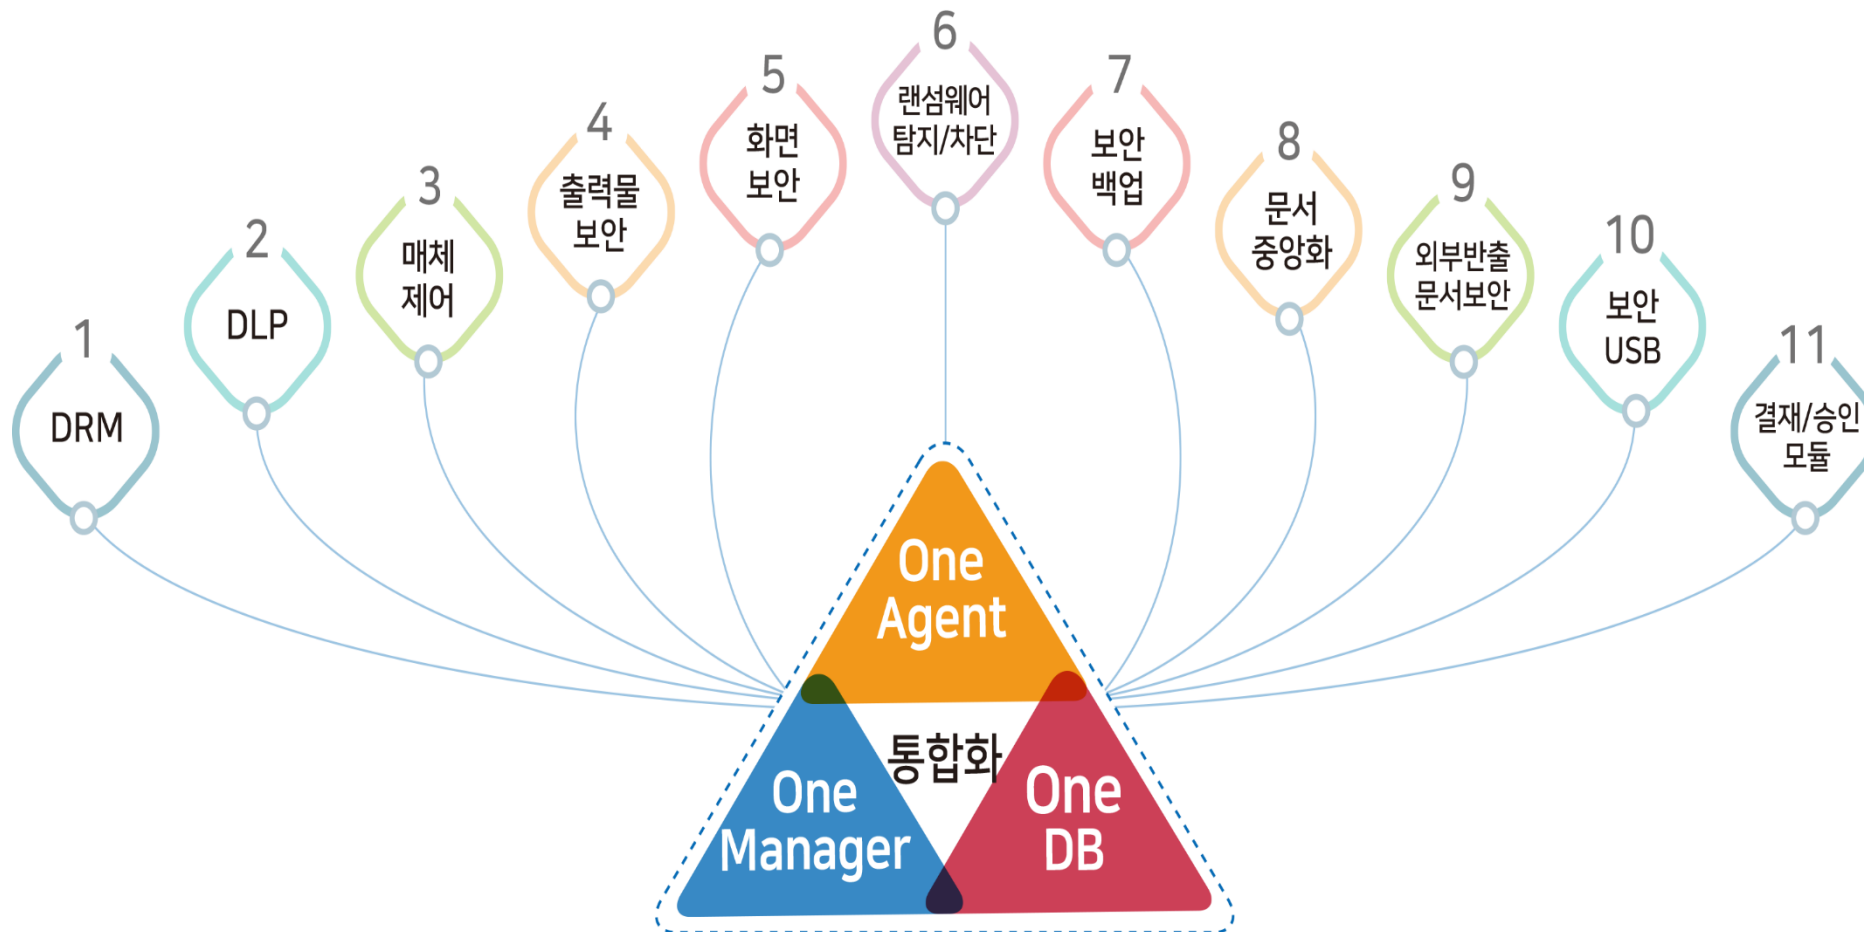 1
DRM
2
DLP
3
매체
제어
4
출력물
보안
5
화면
보안
6
랜섬웨어
탐지/차단
7
보안
백업
8
문서
중앙화
9
외부반출
문서보안
10
보안
USB
11
결재/승인
모듈
One
Agent
통합화
One
Manager
One
DB